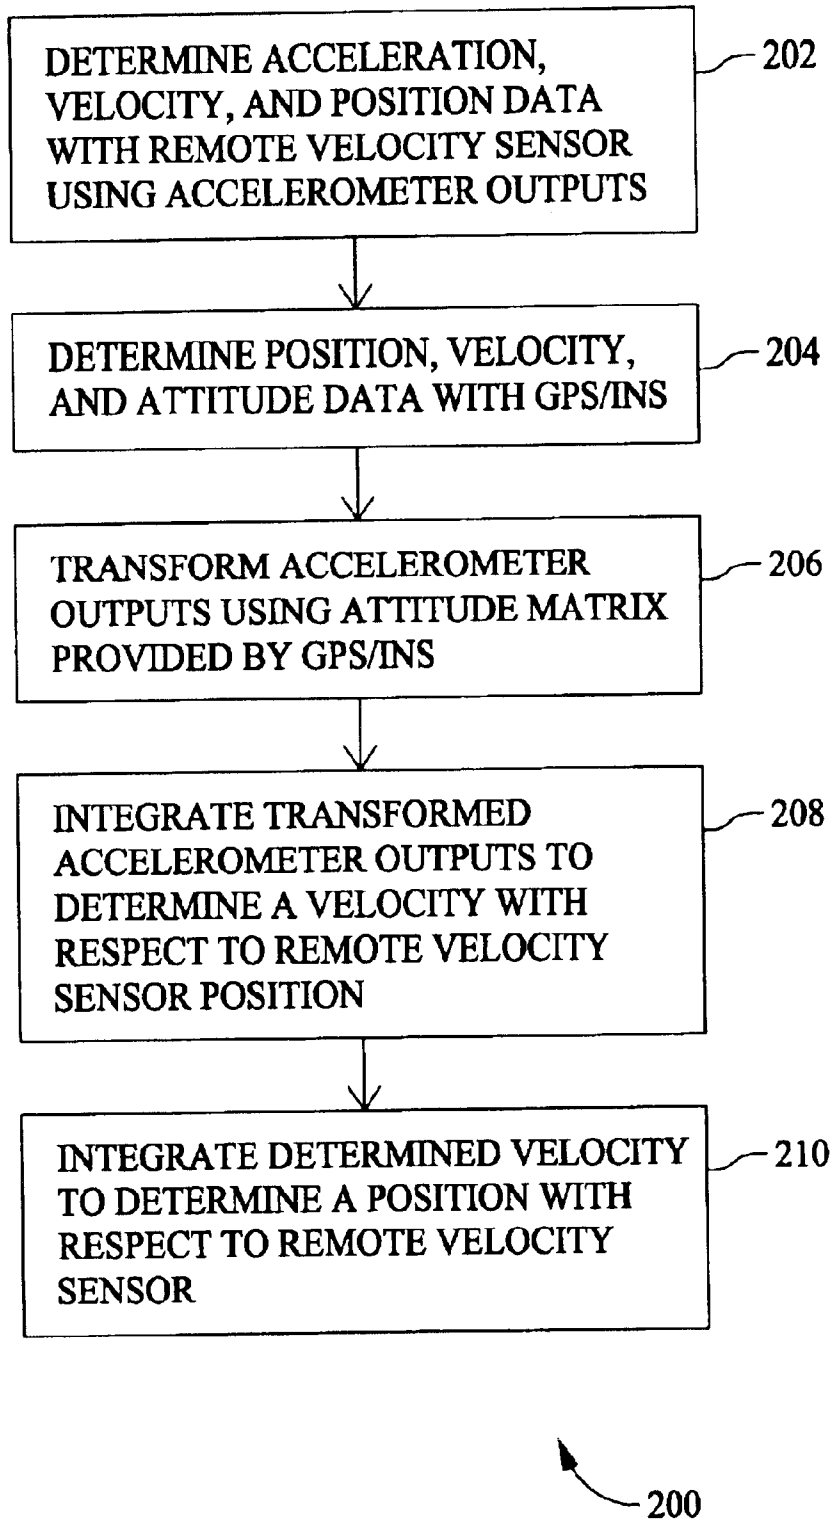 DETERMINE ACCELERATION,
VELOCITY, AND POSITION DATA
WITH REMOTE VELOCITY SENSOR
USING ACCELEROMETER OUTPUTS
202
DETERMINE POSITION, VELOCITY,
AND ATTITUDE DATA WITH GPS/INS
204
TRANSFORM ACCELEROMETER
OUTPUTS USING ATTITUDE MATRIX
PROVIDED BY GPS/INS
206
INTEGRATE TRANSFORMED
ACCELEROMETER OUTPUTS TO
DETERMINE A VELOCITY WITH
RESPECT TO REMOTE VELOCITY
SENSOR POSITION
208
INTEGRATE DETERMINED VELOCITY
TO DETERMINE A POSITION WITH
RESPECT TO REMOTE VELOCITY
SENSOR
210
200